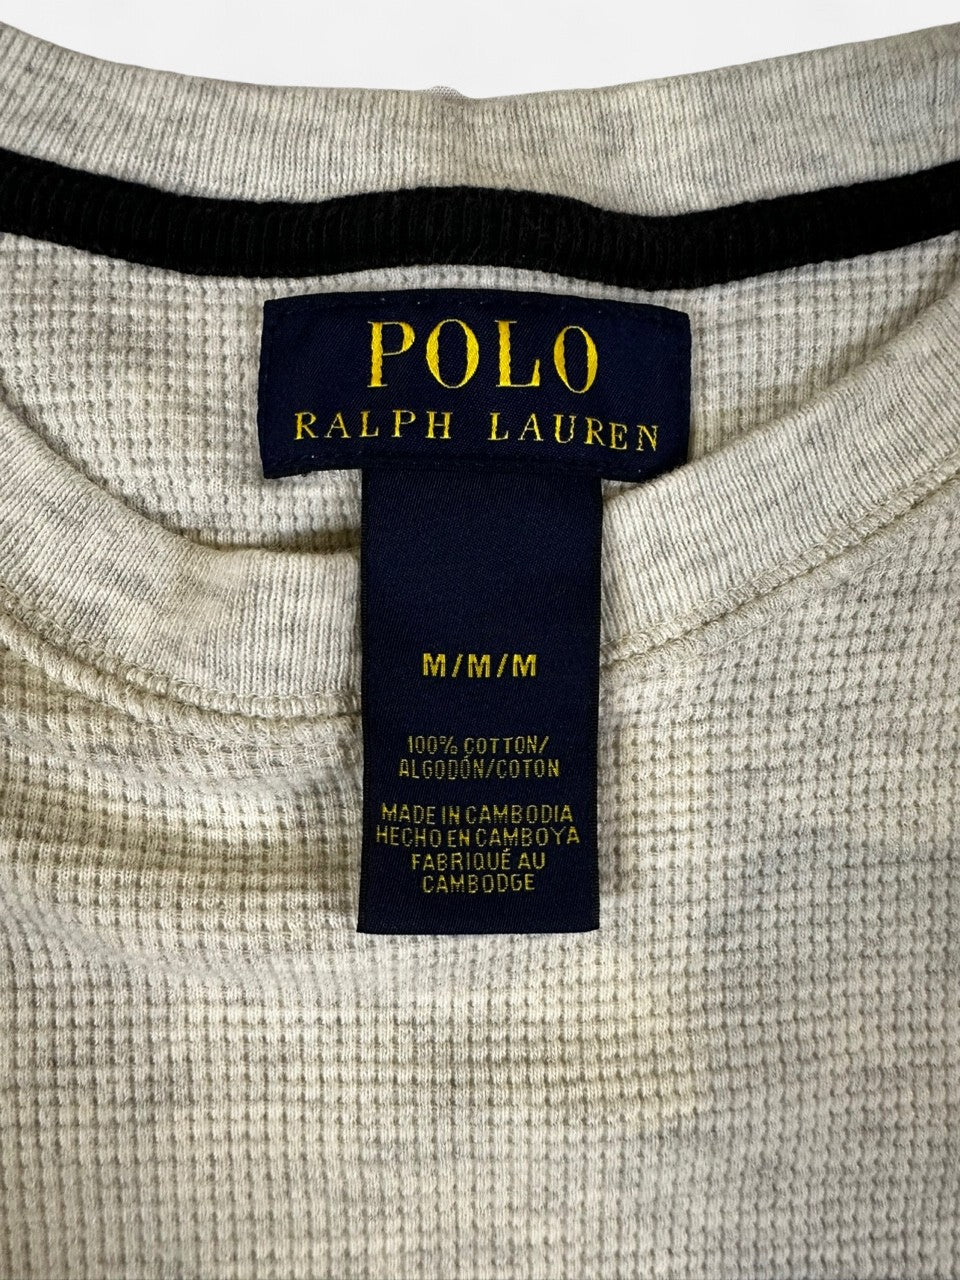 POLO
RALPH LAUREN
M/M/M
100% COTTON/
ALGODÓN/COTON
MADE IN CAMBODIA
HECHO EN CAMBOYA
FABRIQUÉ AU
CAMBODGE